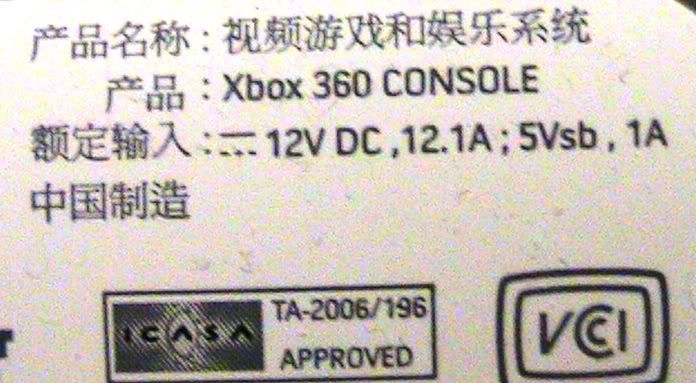 产品名称：视频游戏和娱乐系统
产品：Xbox 360 CONSOLE
额定输入：⎓ 12V DC ,12.1A ; 5Vsb , 1A
中国制造
ICASA
TA-2006/196
APPROVED
VCCI